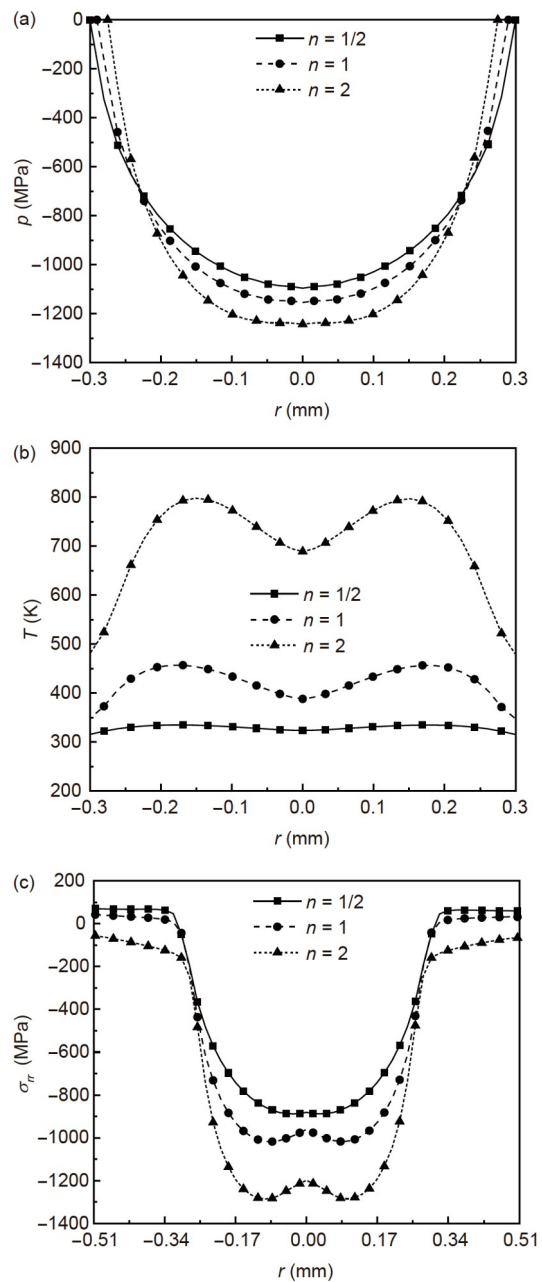 (a)
0
−200
−400
−600
−800
−1000
−1200
−1400
p (MPa)
n = 1/2
n = 1
n = 2
−0.3 −0.2 −0.1 0.0 0.1 0.2 0.3
r (mm)
(b)
900
800
700
600
500
400
300
200
T (K)
n = 1/2
n = 1
n = 2
−0.3 −0.2 −0.1 0.0 0.1 0.2 0.3
r (mm)
(c)
200
0
−200
−400
−600
−800
−1000
−1200
−1400
σrr (MPa)
n = 1/2
n = 1
n = 2
−0.51 −0.34 −0.17 0.00 0.17 0.34 0.51
r (mm)